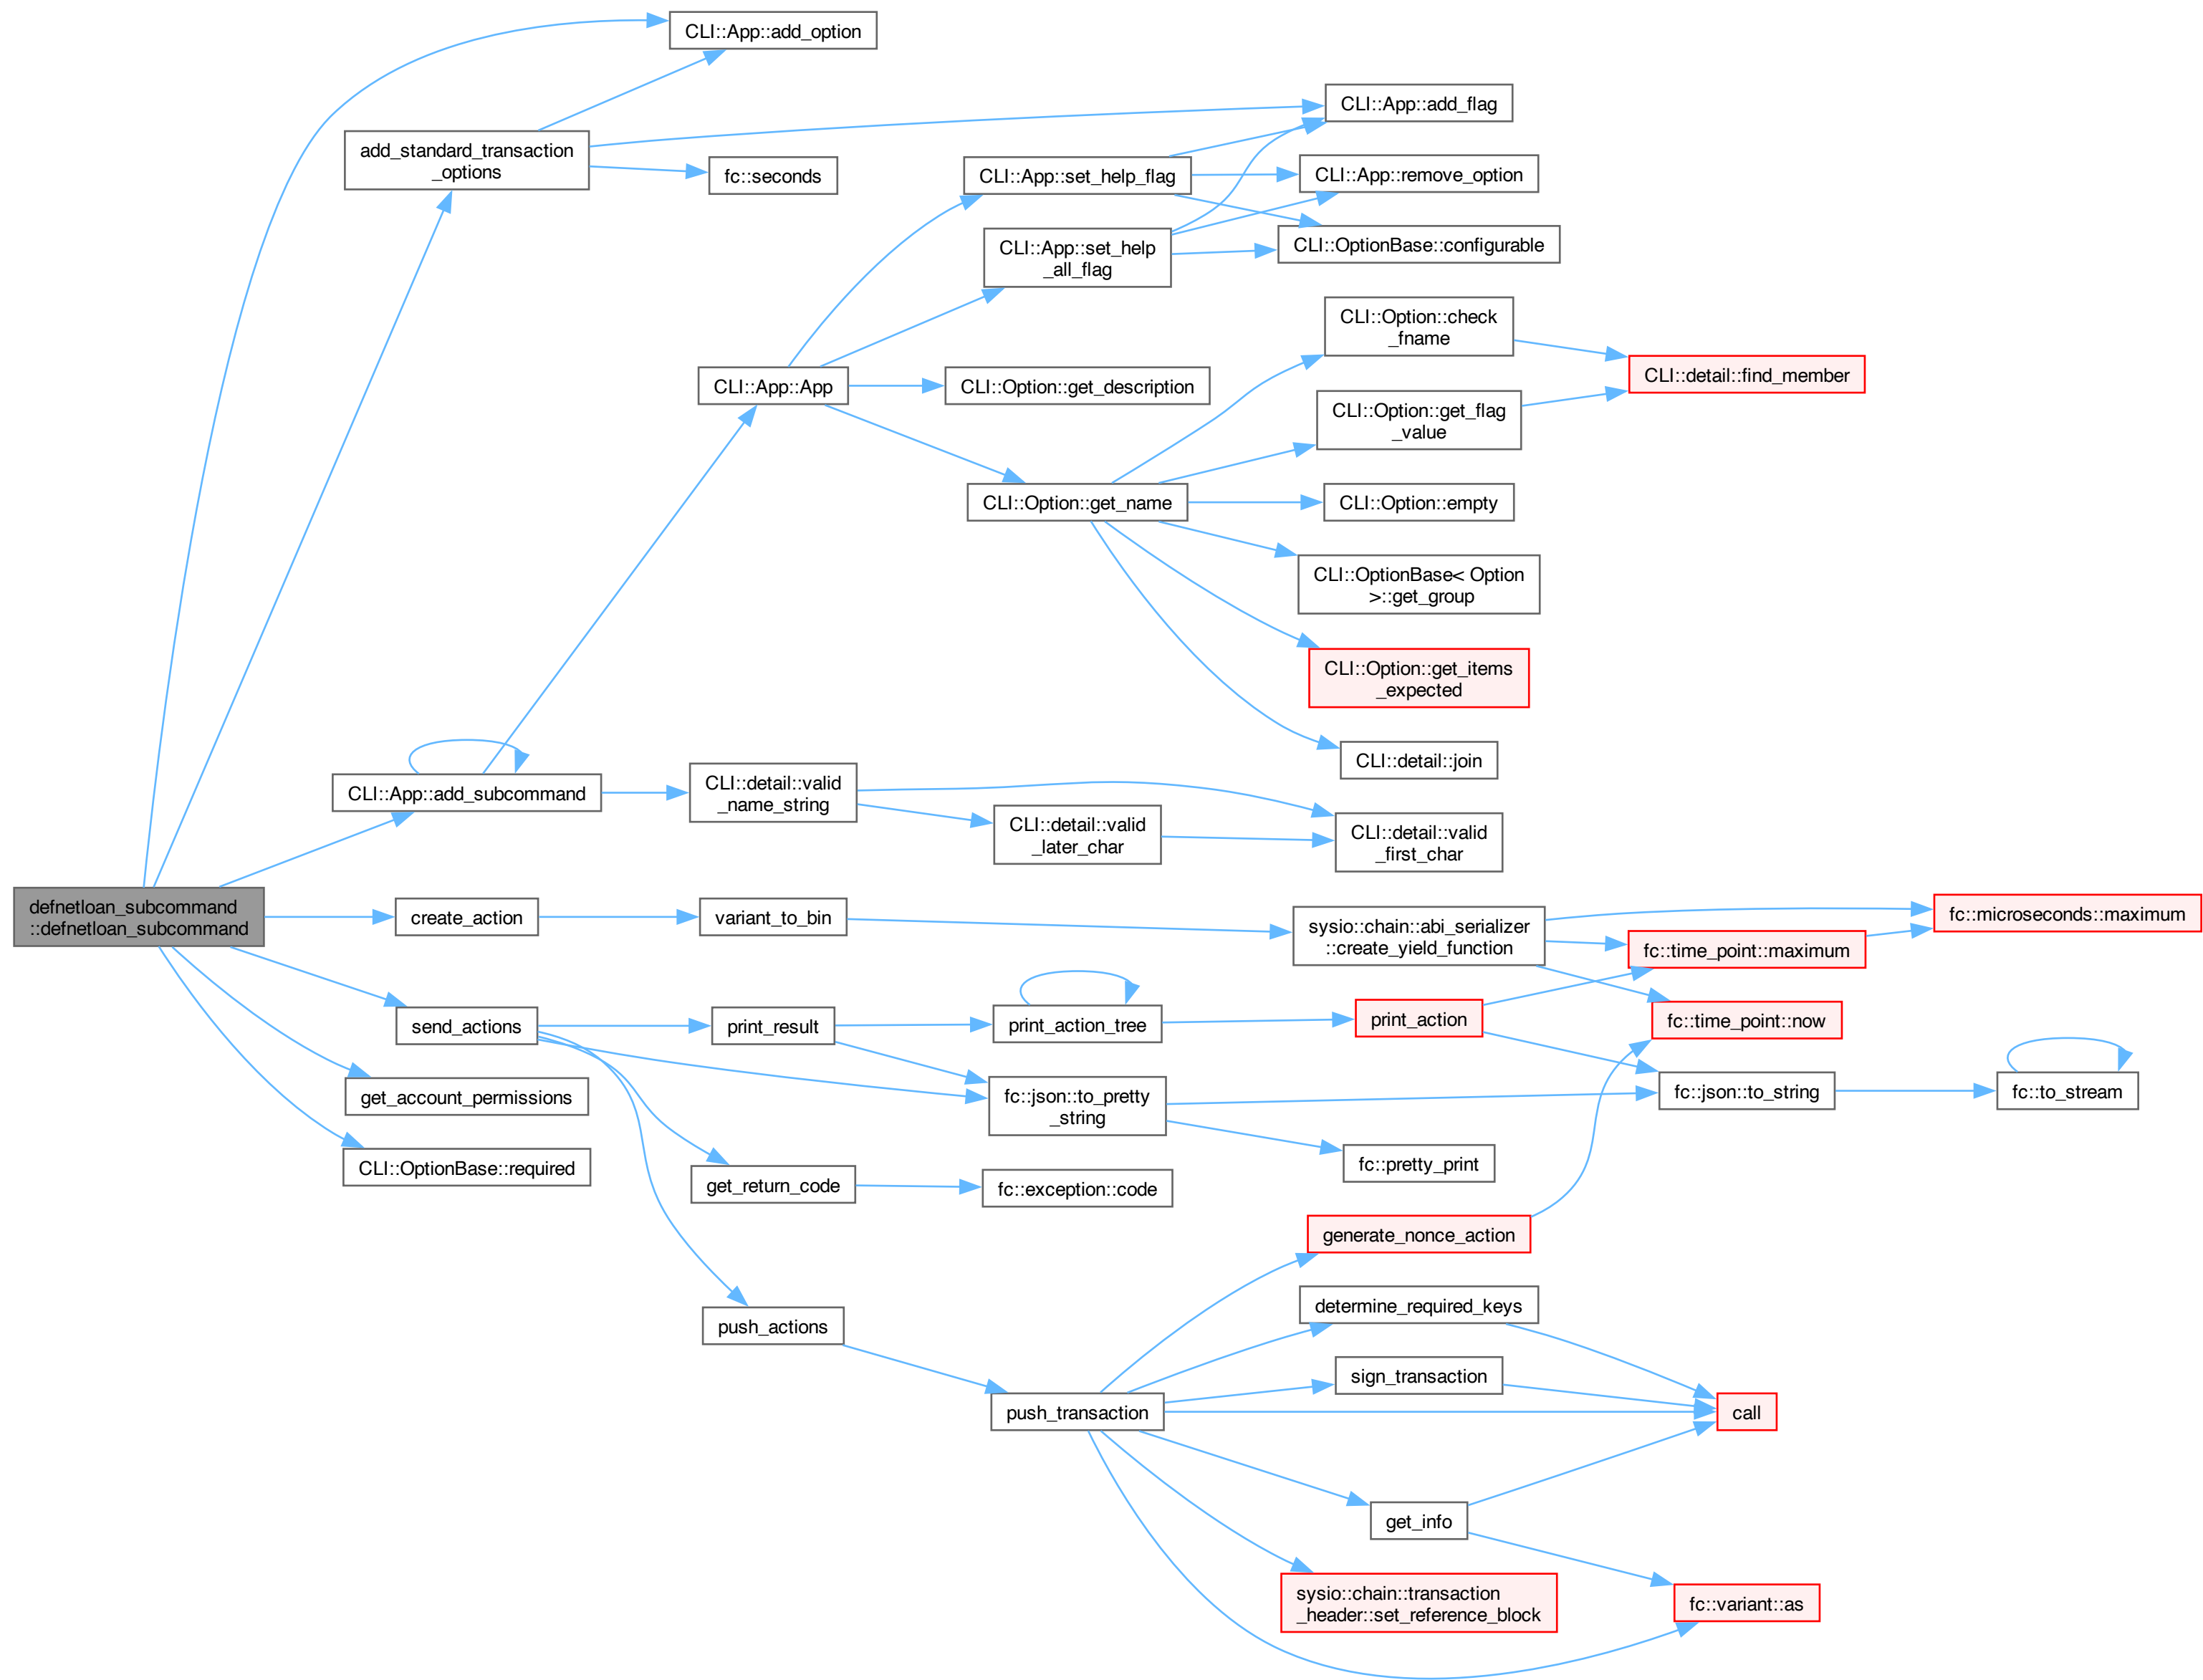 CLI::App::add_option
CLI::App::add_flag
add_standard_transaction
_options
fc::seconds
CLI::App::set_help_flag
CLI::App::remove_option
CLI::App::set_help
_all_flag
CLI::OptionBase::configurable
CLI::Option::check
_fname
CLI::App::App
CLI::Option::get_description
CLI::detail::find_member
CLI::Option::get_flag
_value
CLI::Option::get_name
CLI::Option::empty
CLI::OptionBase< Option
>::get_group
CLI::Option::get_items
_expected
CLI::detail::join
CLI::App::add_subcommand
CLI::detail::valid
_name_string
CLI::detail::valid
_later_char
CLI::detail::valid
_first_char
defnetloan_subcommand
::defnetloan_subcommand
create_action
variant_to_bin
sysio::chain::abi_serializer
::create_yield_function
fc::microseconds::maximum
fc::time_point::maximum
send_actions
print_result
print_action_tree
print_action
fc::time_point::now
get_account_permissions
fc::json::to_pretty
_string
fc::json::to_string
fc::to_stream
CLI::OptionBase::required
get_return_code
fc::exception::code
fc::pretty_print
generate_nonce_action
push_actions
determine_required_keys
sign_transaction
push_transaction
call
get_info
sysio::chain::transaction
_header::set_reference_block
fc::variant::as